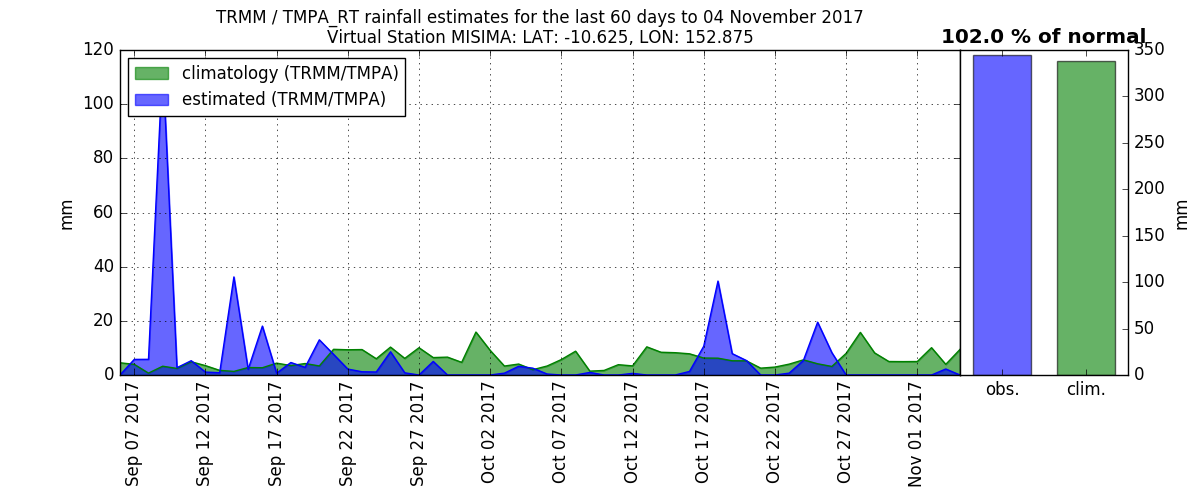 TRMM / TMPA_RT rainfall estimates for the last 60 days to 04 November 2017
Virtual Station MISIMA: LAT: -10.625, LON: 152.875
102.0 % of normal
climatology (TRMM/TMPA)
estimated (TRMM/TMPA)
mm
120
100
80
60
40
20
0
Sep 07 2017
Sep 12 2017
Sep 17 2017
Sep 22 2017
Sep 27 2017
Oct 02 2017
Oct 07 2017
Oct 12 2017
Oct 17 2017
Oct 22 2017
Oct 27 2017
Nov 01 2017
obs.
clim.
350
300
250
200
150
100
50
0
mm